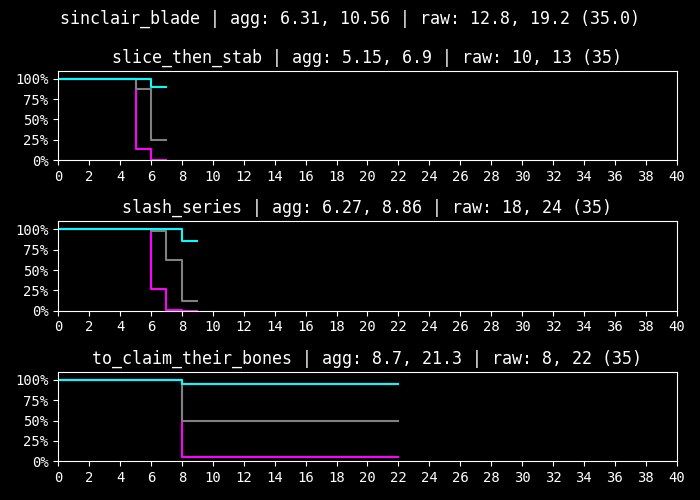 sinclair_blade | agg: 6.31, 10.56 | raw: 12.8, 19.2 (35.0)
slice_then_stab | agg: 5.15, 6.9 | raw: 10, 13 (35)
100%
75%
50%
25%
0%
0 2 4 6 8 10 12 14 16 18 20 22 24 26 28 30 32 34 36 38 40
slash_series | agg: 6.27, 8.86 | raw: 18, 24 (35)
100%
75%
50%
25%
0%
0 2 4 6 8 10 12 14 16 18 20 22 24 26 28 30 32 34 36 38 40
to_claim_their_bones | agg: 8.7, 21.3 | raw: 8, 22 (35)
100%
75%
50%
25%
0%
0 2 4 6 8 10 12 14 16 18 20 22 24 26 28 30 32 34 36 38 40